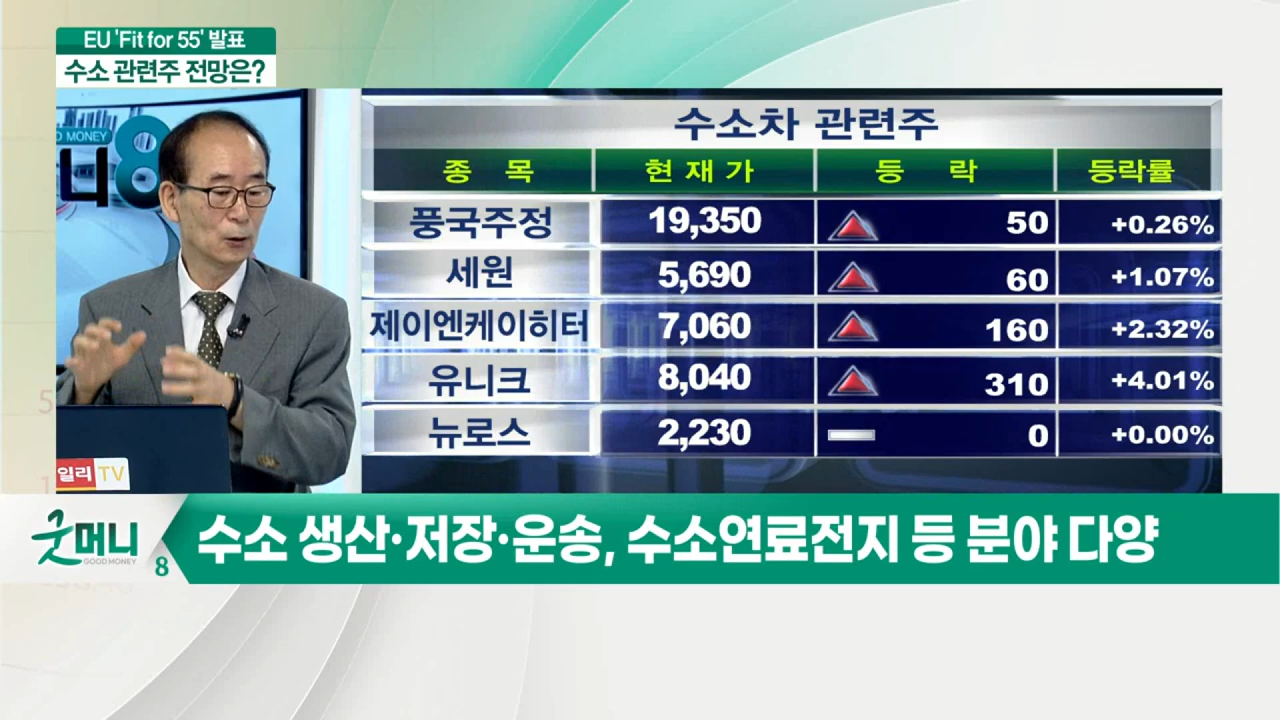 EU 'Fit for 55' 발표
수소 관련주 전망은?
수소차 관련주
종 목 현 재 가 등 락 등락률
풍국주정 19,350 50 +0.26%
세원 5,690 60 +1.07%
제이엔케이히터 7,060 160 +2.32%
유니크 8,040 310 +4.01%
뉴로스 2,230 0 +0.00%
MONEY
8
일리 TV
굿머니
GOOD MONEY
8
수소 생산·저장·운송, 수소연료전지 등 분야 다양